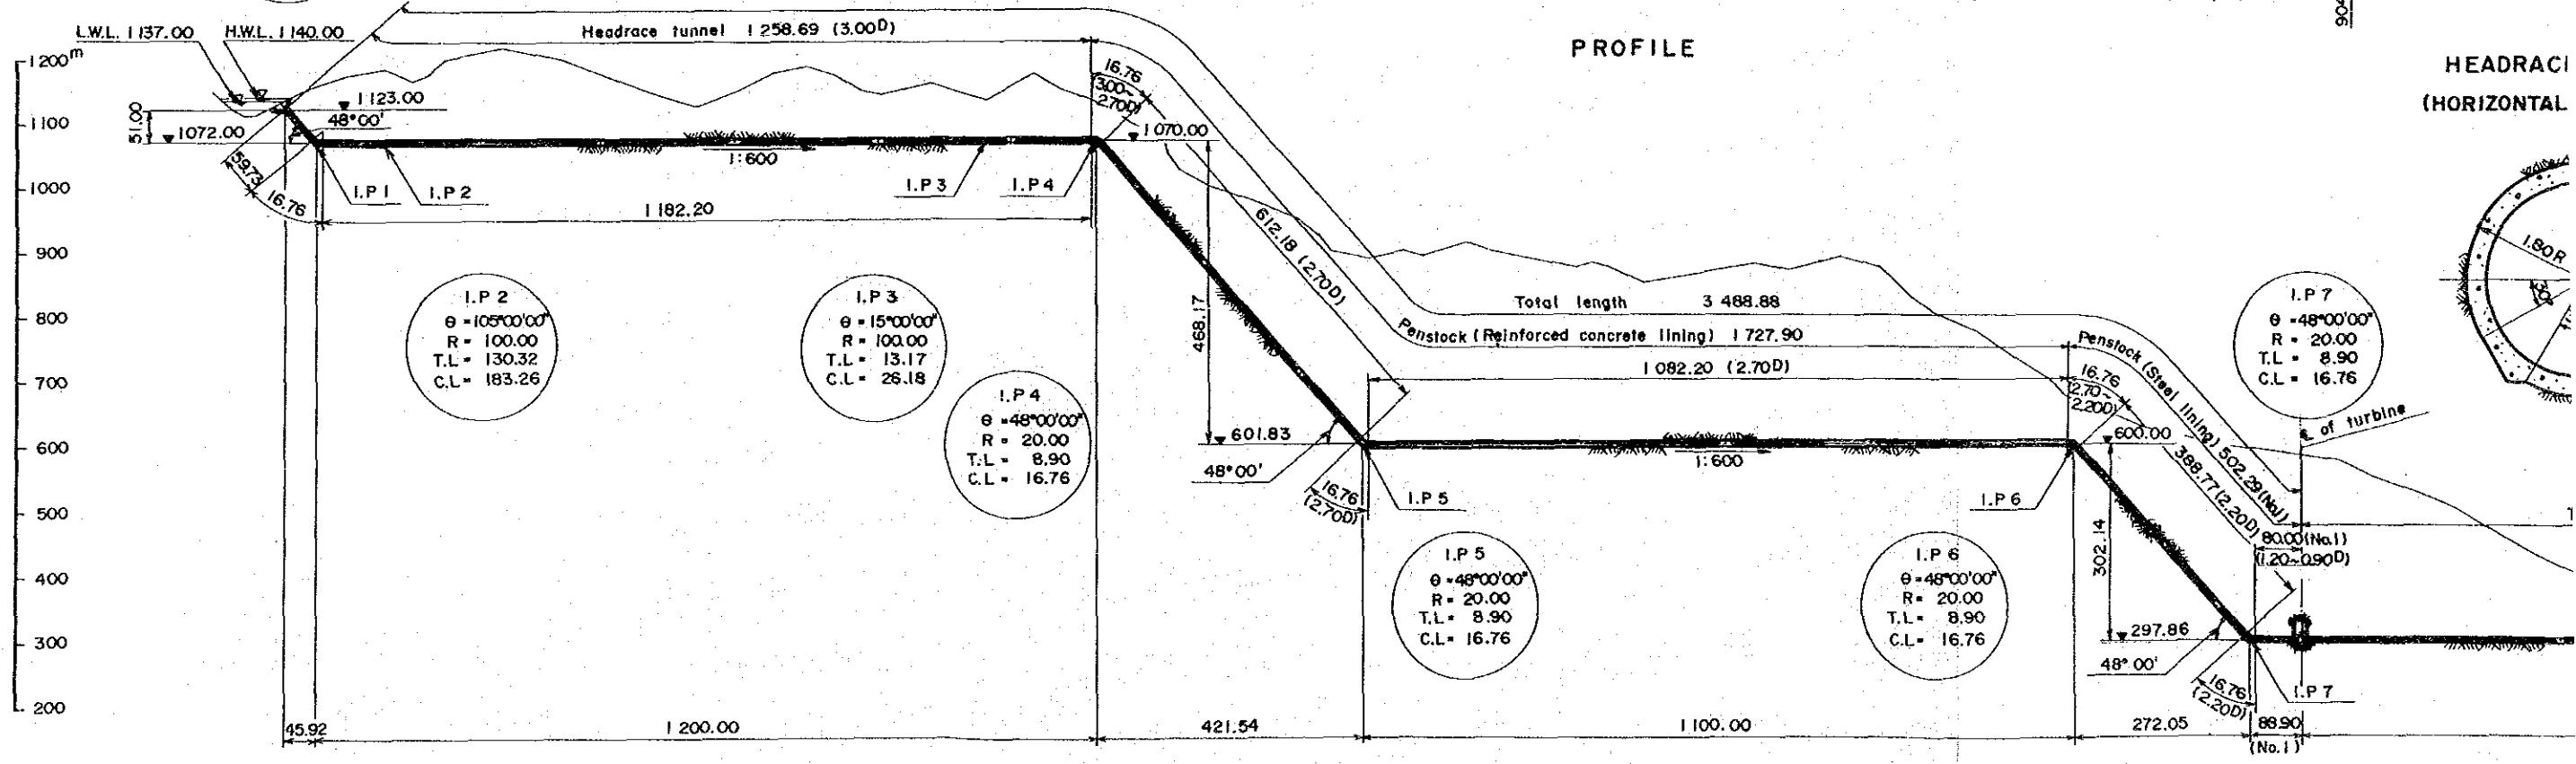 PROFILE
904
HEADRAC
(HORIZONTAL
L.W.L. 1137.00
H.W.L. 1140.00
Headrace tunnel 1 258.69 (3.00D)
1200m
1100
1000
900
800
700
600
500
400
300
200
51.00
1123.00
48°00'
1072.00
59.73
16.76
I.P 1
I.P 2
1:600
I.P 3
I.P 4
1 182.20
16.76
(3.00~
2.70D)
1 070.00
612.18 (2.70D)
468.17
I.P 2
θ = 105°00'00"
R = 100.00
T.L = 130.32
C.L = 183.26
I.P 3
θ = 15°00'00"
R = 100.00
T.L = 13.17
C.L = 26.18
I.P 4
θ = 48°00'00"
R = 20.00
T.L = 8.90
C.L = 16.76
Total length 3 488.88
Penstock (Reinforced concrete lining) 1 727.90
1 082.20 (2.70D)
Penstock (Steel lining) 502.29 (No.1)
16.76
(2.70~
2.20D)
601.83
48°00'
16.76
(2.70D)
I.P 5
1:600
600.00
I.P 6
388.77 (2.20D)
302.14
80.00 (No.1)
(1.20~0.90D)
I.P 7
θ = 48°00'00"
R = 20.00
T.L = 8.90
C.L = 16.76
℄ of turbine
1.80R
30°
I.P 5
θ = 48°00'00"
R = 20.00
T.L = 8.90
C.L = 16.76
I.P 6
θ = 48°00'00"
R = 20.00
T.L = 8.90
C.L = 16.76
297.86
48°00'
16.76
(2.20D)
I.P 7
45.92
1 200.00
421.54
1 100.00
272.05
88.90
(No.1)